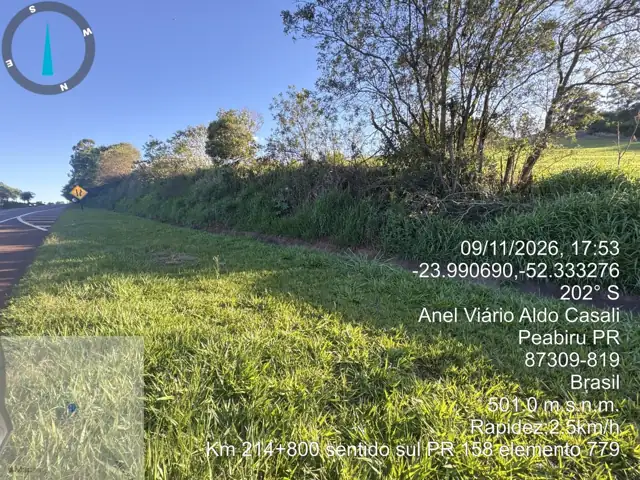 S
W
E
N
09/11/2026, 17:53
-23.990690,-52.333276
202° S
Anel Viário Aldo Casali
Peabiru PR
87309-819
Brasil
501.0 m.s.n.m.
Rapidez:2.5km/h
Km 214+800 sentido sul PR 158 elemento 779